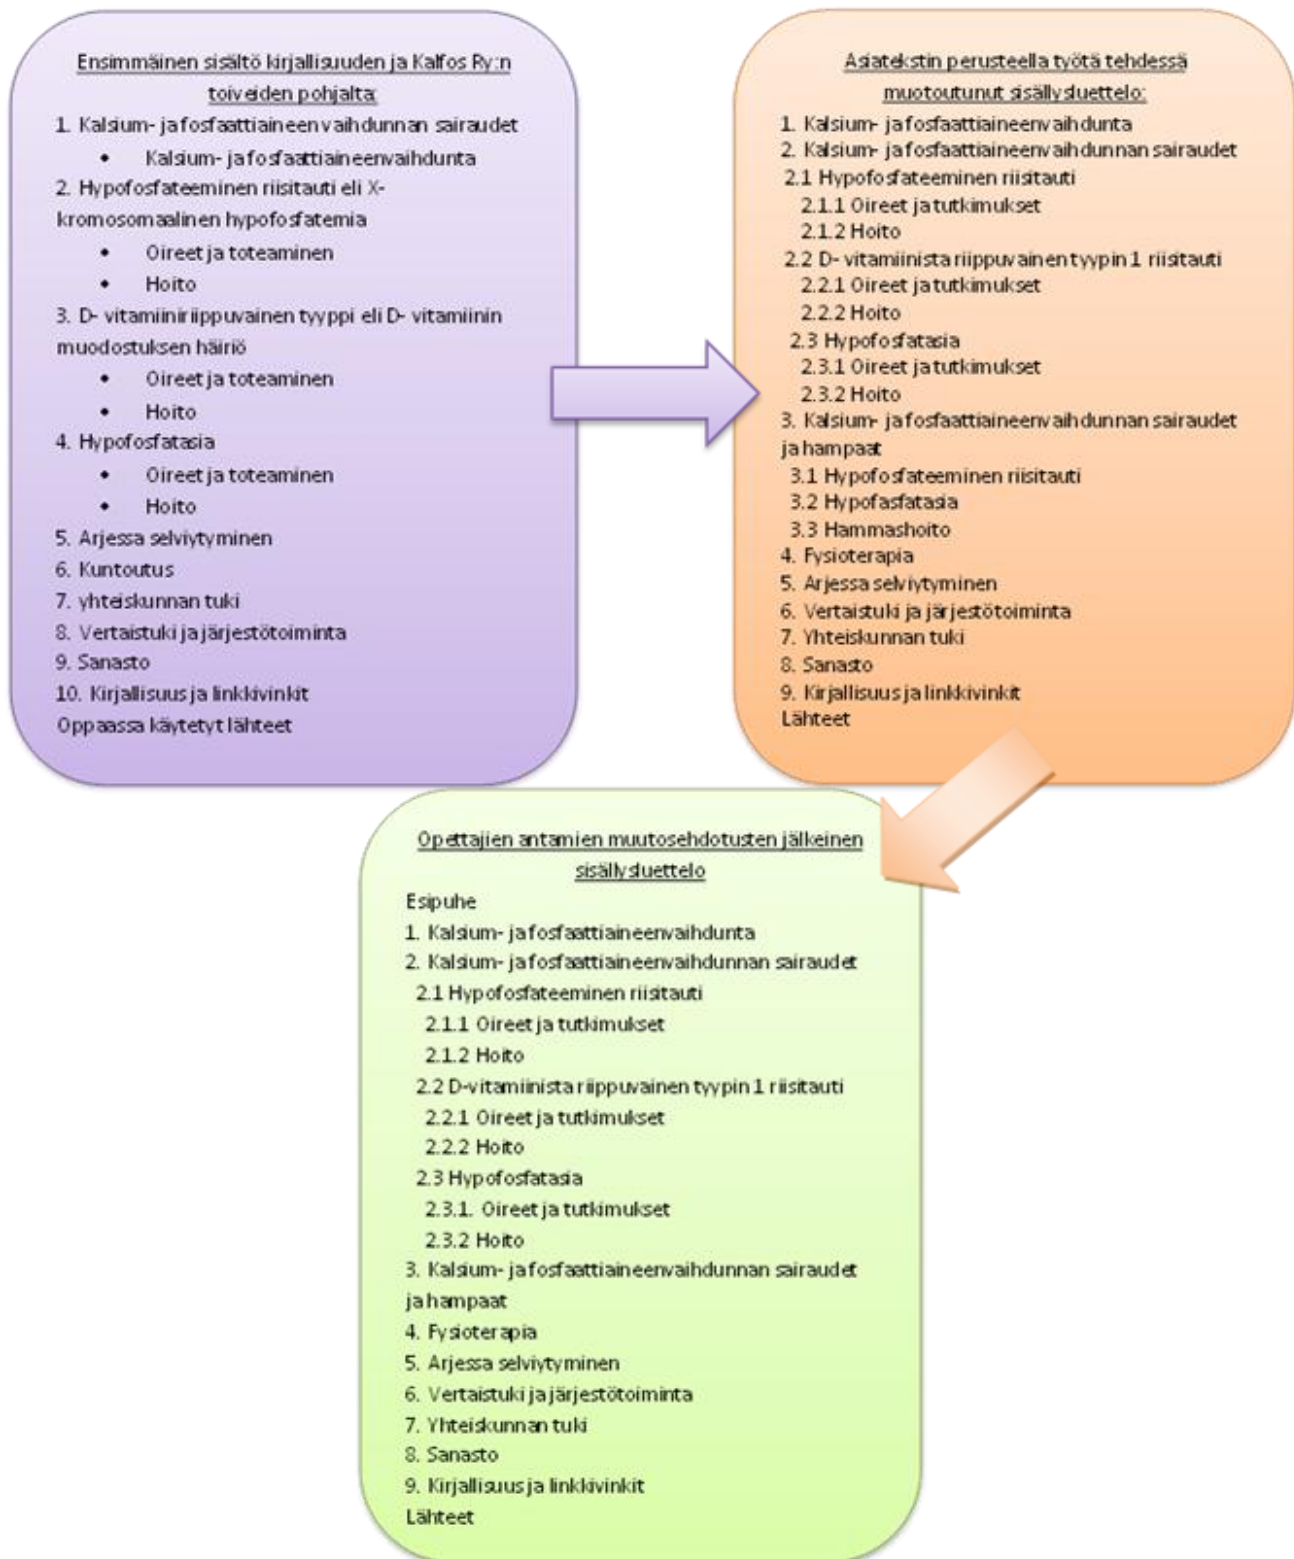 Ensimmäinen sisältö kirjallisuuden ja Kalfos Ry:n
toiveiden pohjalta:
1. Kalsium- ja fosfaattiaineenvaihdunnan sairaudet
• Kalsium- ja fosfaattiaineenvaihdunta
2. Hypofosfateeminen riisitauti eli X-
kromosomaalinen hypofosfatemia
• Oireet ja toteaminen
• Hoito
3. D- vitamiiniriippuvainen tyyppi eli D- vitamiinin
muodostuksen häiriö
• Oireet ja toteaminen
• Hoito
4. Hypofosfatasia
• Oireet ja toteaminen
• Hoito
5. Arjessa selviytyminen
6. Kuntoutus
7. yhteiskunnan tuki
8. Vertaistuki ja järjestötoiminta
9. Sanasto
10. Kirjallisuus ja linkkivinkit
Oppaassa käytetyt lähteet
Asiatekstin perusteella työtä tehdessä
muotoutunut sisällysluettelo:
1. Kalsium- ja fosfaattiaineenvaihdunta
2. Kalsium- ja fosfaattiaineenvaihdunnan sairaudet
2.1 Hypofosfateeminen riisitauti
2.1.1 Oireet ja tutkimukset
2.1.2 Hoito
2.2 D- vitamiinista riippuvainen tyypin 1 riisitauti
2.2.1 Oireet ja tutkimukset
2.2.2 Hoito
2.3 Hypofosfatasia
2.3.1 Oireet ja tutkimukset
2.3.2 Hoito
3. Kalsium- ja fosfaattiaineenvaihdunnan sairaudet
ja hampaat
3.1 Hypofosfateeminen riisitauti
3.2 Hypofasfatasia
3.3 Hammashoito
4. Fysioterapia
5. Arjessa selviytyminen
6. Vertaistuki ja järjestötoiminta
7. Yhteiskunnan tuki
8. Sanasto
9. Kirjallisuus ja linkkivinkit
Lähteet
Opettajien antamien muutosehdotusten jälkeinen
sisällysluettelo
Esipuhe
1. Kalsium- ja fosfaattiaineenvaihdunta
2. Kalsium- ja fosfaattiaineenvaihdunnan sairaudet
2.1 Hypofosfateeminen riisitauti
2.1.1 Oireet ja tutkimukset
2.1.2 Hoito
2.2 D-vitamiinista riippuvainen tyypin 1 riisitauti
2.2.1 Oireet ja tutkimukset
2.2.2 Hoito
2.3 Hypofosfatasia
2.3.1. Oireet ja tutkimukset
2.3.2 Hoito
3. Kalsium- ja fosfaattiaineenvaihdunnan sairaudet
ja hampaat
4. Fysioterapia
5. Arjessa selviytyminen
6. Vertaistuki ja järjestötoiminta
7. Yhteiskunnan tuki
8. Sanasto
9. Kirjallisuus ja linkkivinkit
Lähteet